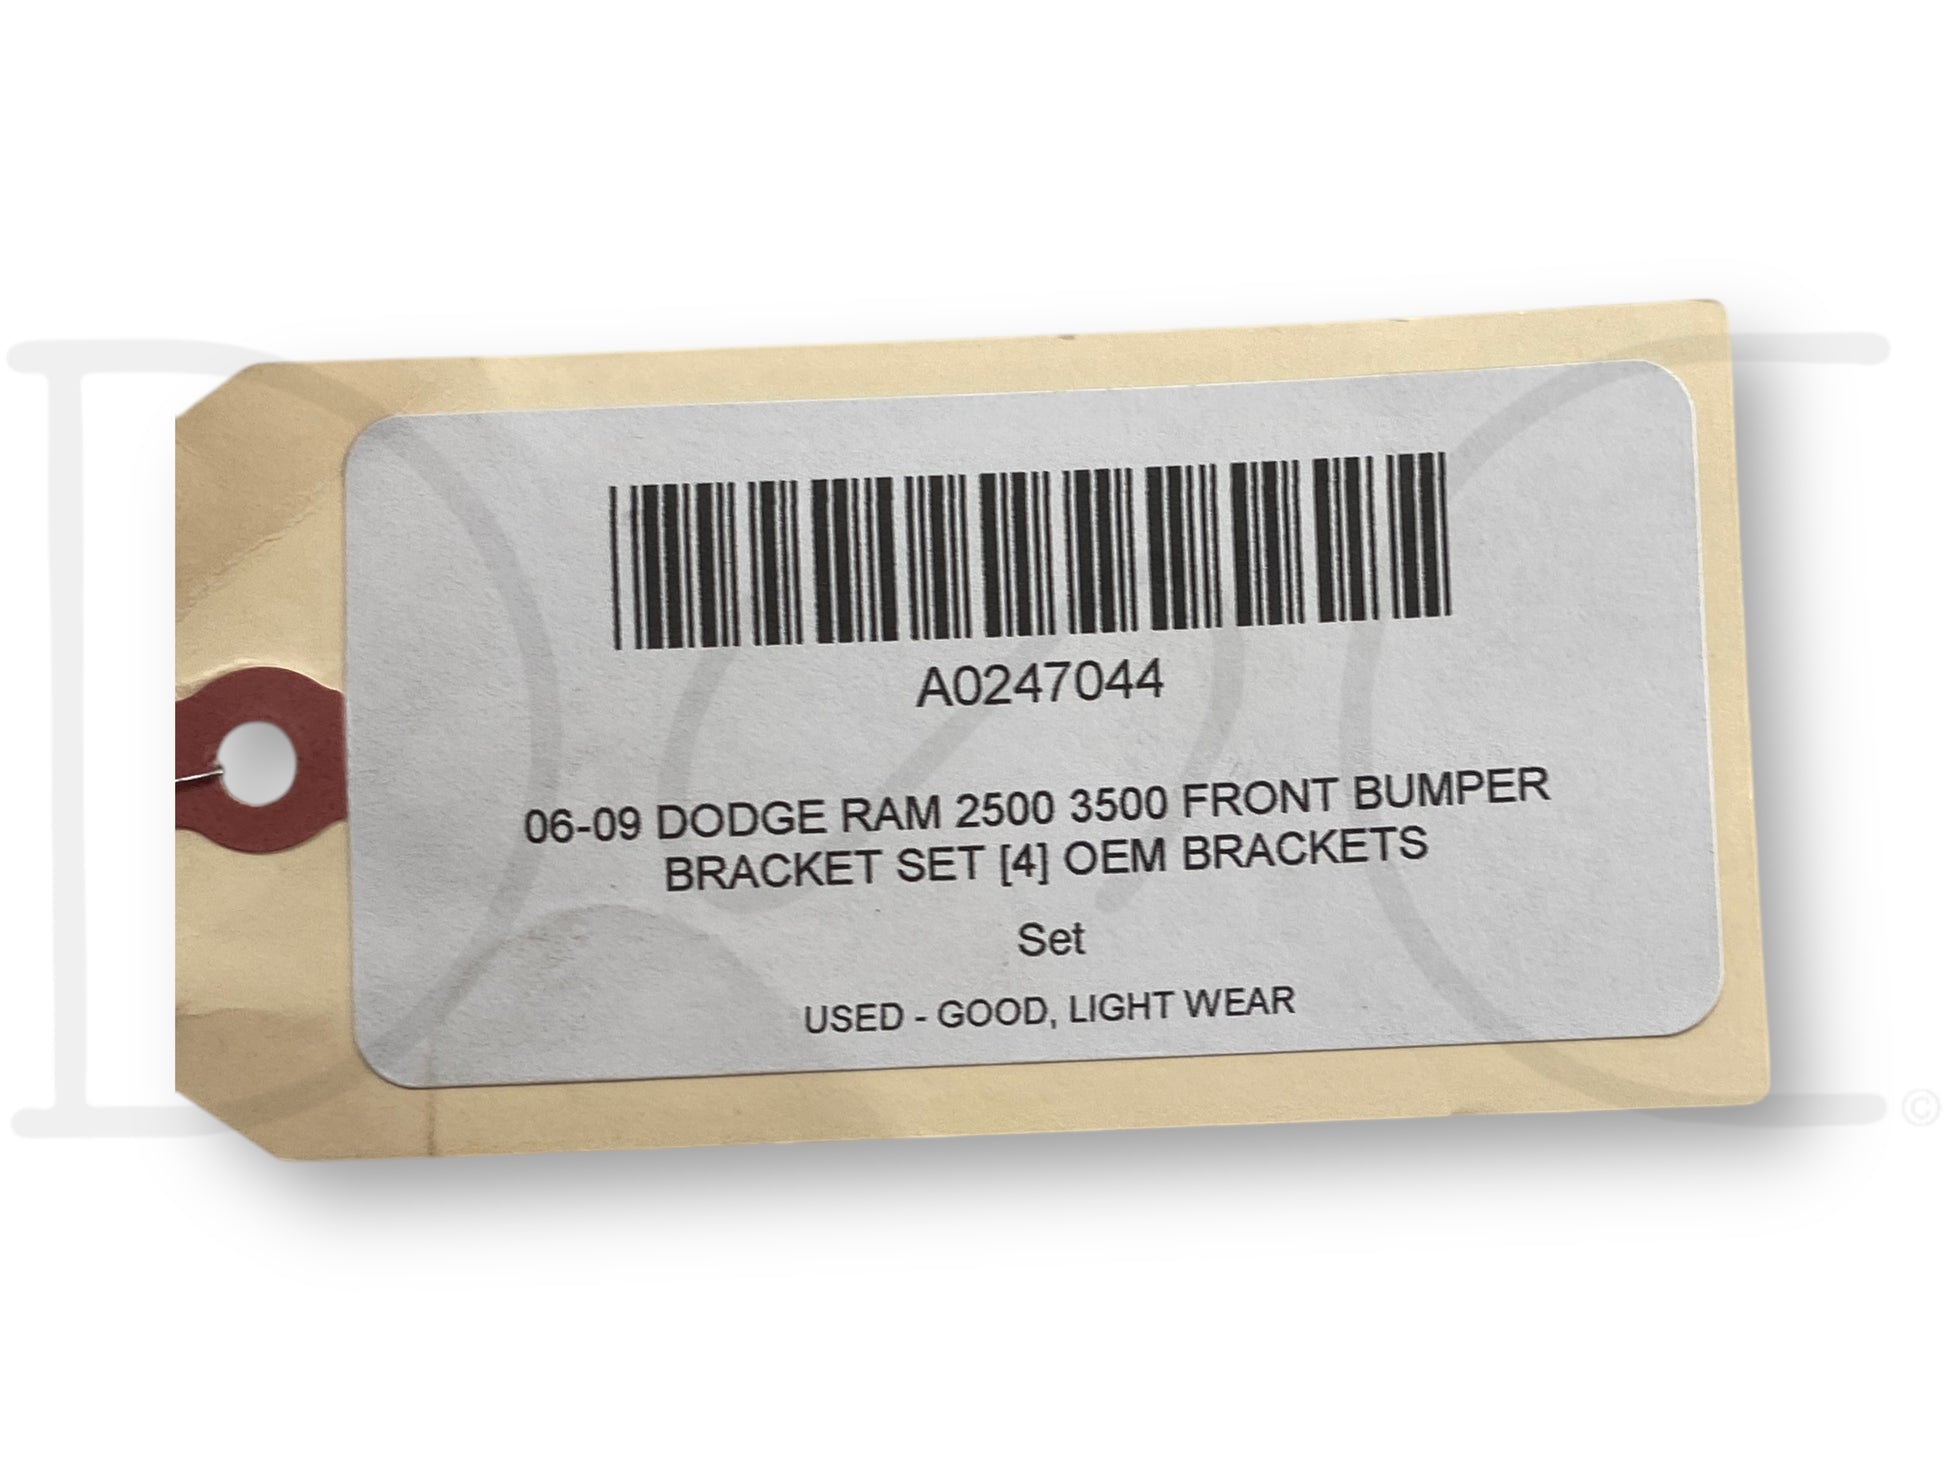 A0247044
06-09 DODGE RAM 2500 3500 FRONT BUMPER
BRACKET SET [4] OEM BRACKETS
Set
USED - GOOD, LIGHT WEAR
©